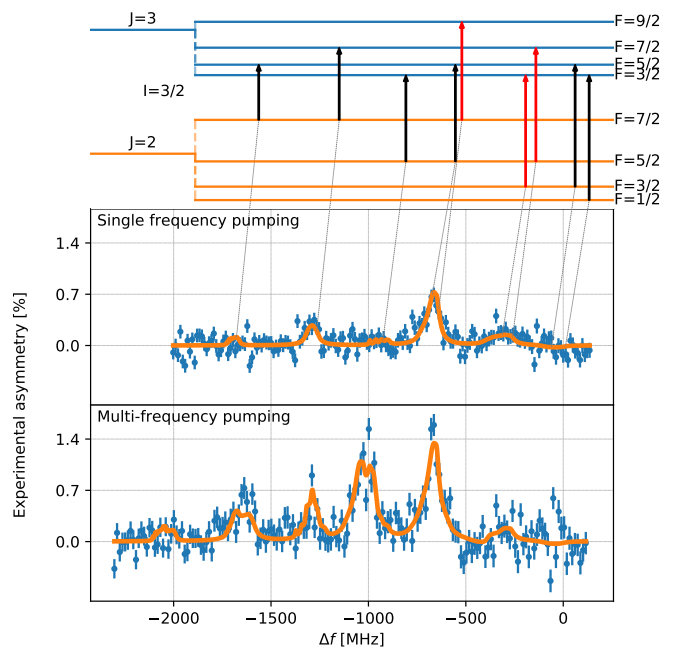 J=3
F=9/2
F=7/2
F=5/2
F=3/2
I=3/2
F=7/2
J=2
F=5/2
F=3/2
F=1/2
Single frequency pumping
1.4
0.7
0.0
Experimental asymmetry [%]
Multi-frequency pumping
1.4
0.7
0.0
−2000 −1500 −1000 −500 0
Δf [MHz]